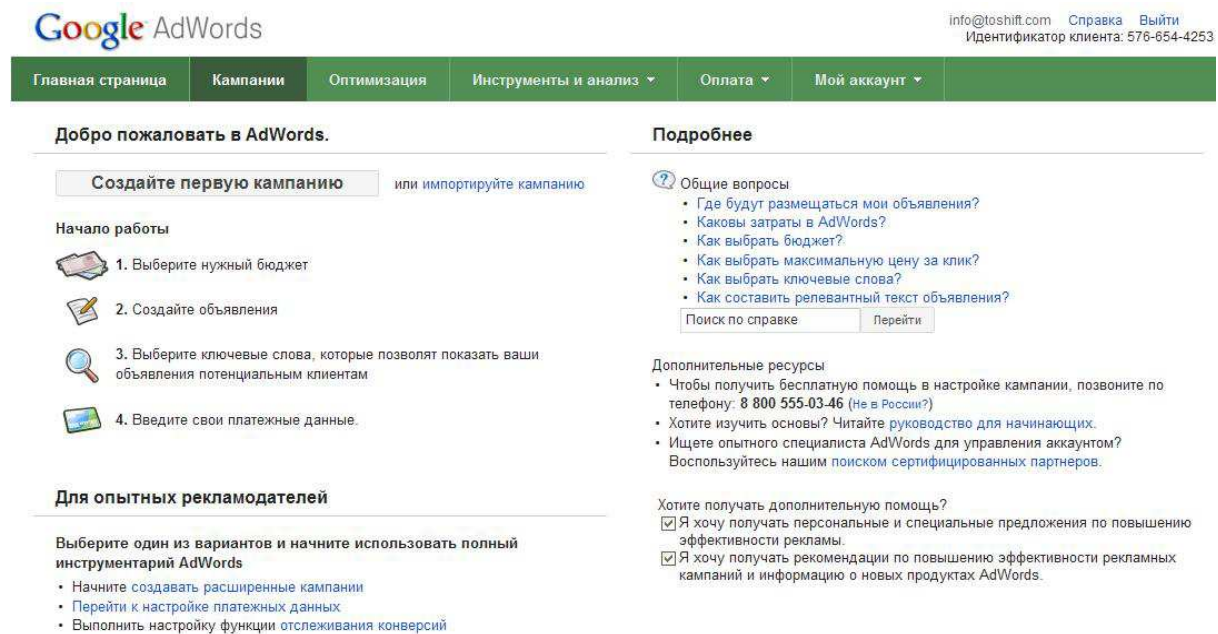 Google AdWords
info@toshift.com Справка Выйти
Идентификатор клиента: 576-654-4253
Главная страница Кампании Оптимизация Инструменты и анализ Оплата Мой аккаунт
Добро пожаловать в AdWords.
Создайте первую кампанию или импортируйте кампанию
Начало работы
1. Выберите нужный бюджет
2. Создайте объявления
3. Выберите ключевые слова, которые позволят показать ваши
объявления потенциальным клиентам
4. Введите свои платежные данные.
Для опытных рекламодателей
Выберите один из вариантов и начните использовать полный
инструментарий AdWords
• Начните создавать расширенные кампании
• Перейти к настройке платежных данных
• Выполнить настройку функции отслеживания конверсий
Подробнее
Общие вопросы
• Где будут размещаться мои объявления?
• Каковы затраты в AdWords?
• Как выбрать бюджет?
• Как выбрать максимальную цену за клик?
• Как выбрать ключевые слова?
• Как составить релевантный текст объявления?
Поиск по справке Перейти
Дополнительные ресурсы
• Чтобы получить бесплатную помощь в настройке кампании, позвоните по
телефону: 8 800 555-03-46 (Не в России?)
• Хотите изучить основы? Читайте руководство для начинающих.
• Ищете опытного специалиста AdWords для управления аккаунтом?
Воспользуйтесь нашим поиском сертифицированных партнеров.
Хотите получать дополнительную помощь?
Я хочу получать персональные и специальные предложения по повышению
эффективности рекламы.
Я хочу получать рекомендации по повышению эффективности рекламных
кампаний и информацию о новых продуктах AdWords.